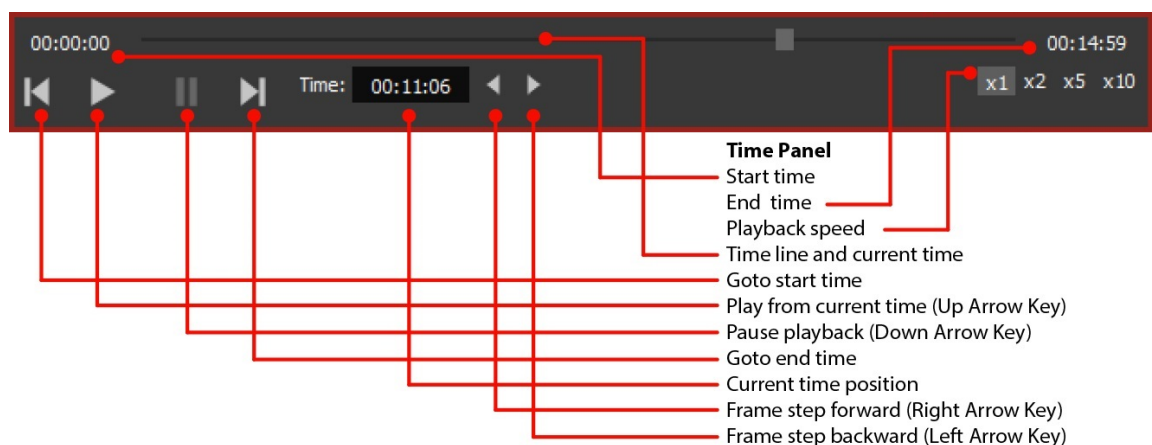 00:00:00
00:14:59
Time: 00:11:06
x1 x2 x5 x10
Time Panel
Start time
End time
Playback speed
Time line and current time
Goto start time
Play from current time (Up Arrow Key)
Pause playback (Down Arrow Key)
Goto end time
Current time position
Frame step forward (Right Arrow Key)
Frame step backward (Left Arrow Key)